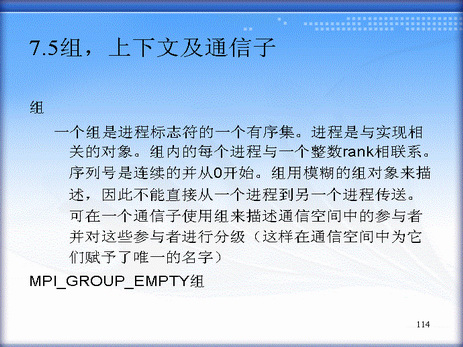 7.5组，上下文及通信子
组
一个组是进程标志符的一个有序集。进程是与实现相
关的对象。组内的每个进程与一个整数rank相联系。
序列号是连续的并从0开始。组用模糊的组对象来描
述，因此不能直接从一个进程到另一个进程传送。
可在一个通信子使用组来描述通信空间中的参与者
并对这些参与者进行分级（这样在通信空间中为它
们赋予了唯一的名字）
MPI_GROUP_EMPTY组
114